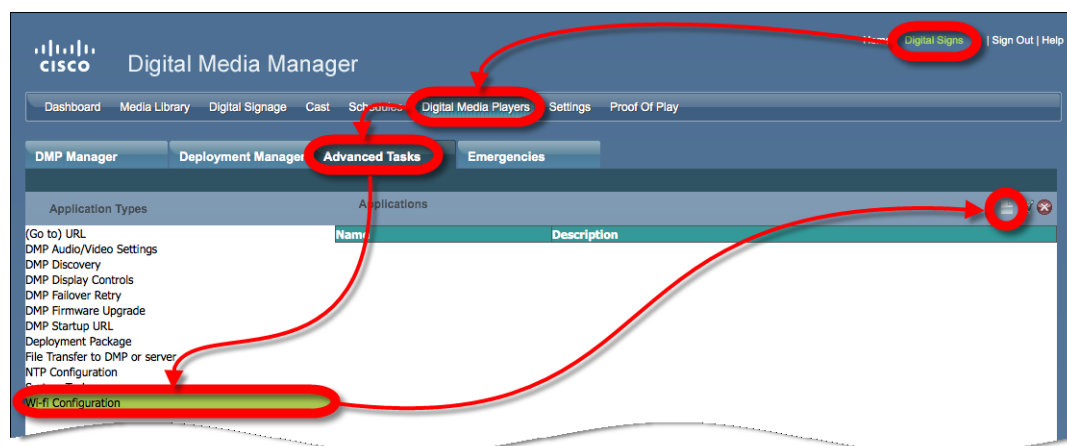 Digital Signs | Sign Out | Help
CISCO Digital Media Manager
Dashboard Media Library Digital Signage Cast Schedules Digital Media Players Settings Proof Of Play
DMP Manager Deployment Manager Advanced Tasks Emergencies
Application Types Applications
Name Description
(Go to) URL
DMP Audio/Video Settings
DMP Discovery
DMP Display Controls
DMP Failover Retry
DMP Firmware Upgrade
DMP Startup URL
Deployment Package
File Transfer to DMP or server
NTP Configuration
Wi-fi Configuration